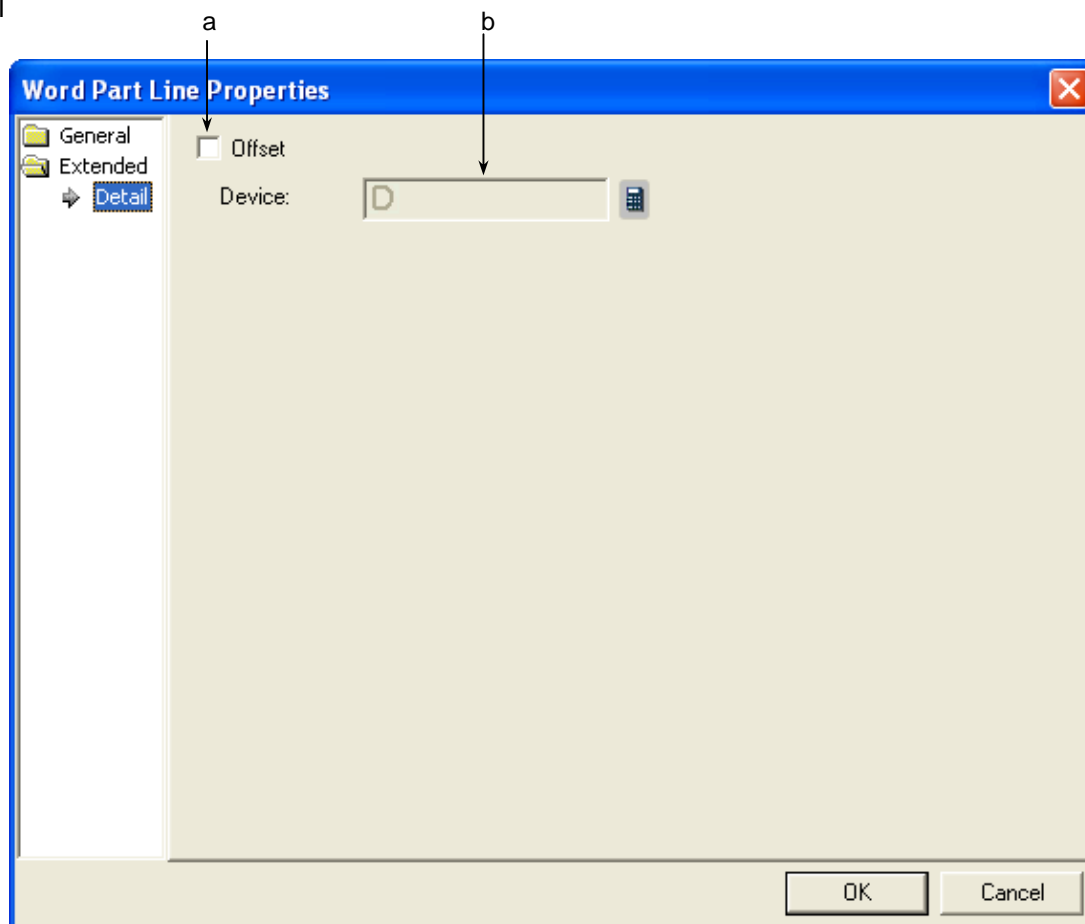 a b
Word Part Line Properties
General
Extended
Detail
Offset
Device: D
OK Cancel